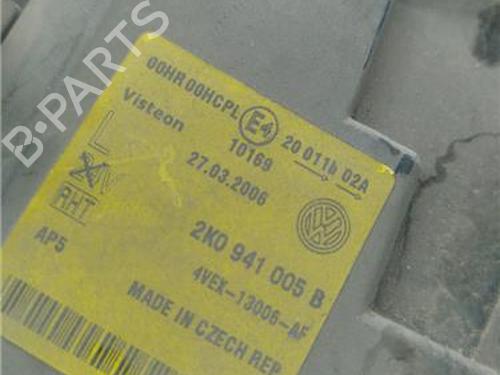 B-PARTS
00HR 00HCPL E4 20 011b 02A
Visteon
10169
L
27.03.2006
RHT
2K0 941 005 B
AP5
4VEX-13006-AF
MADE IN CZECH REP